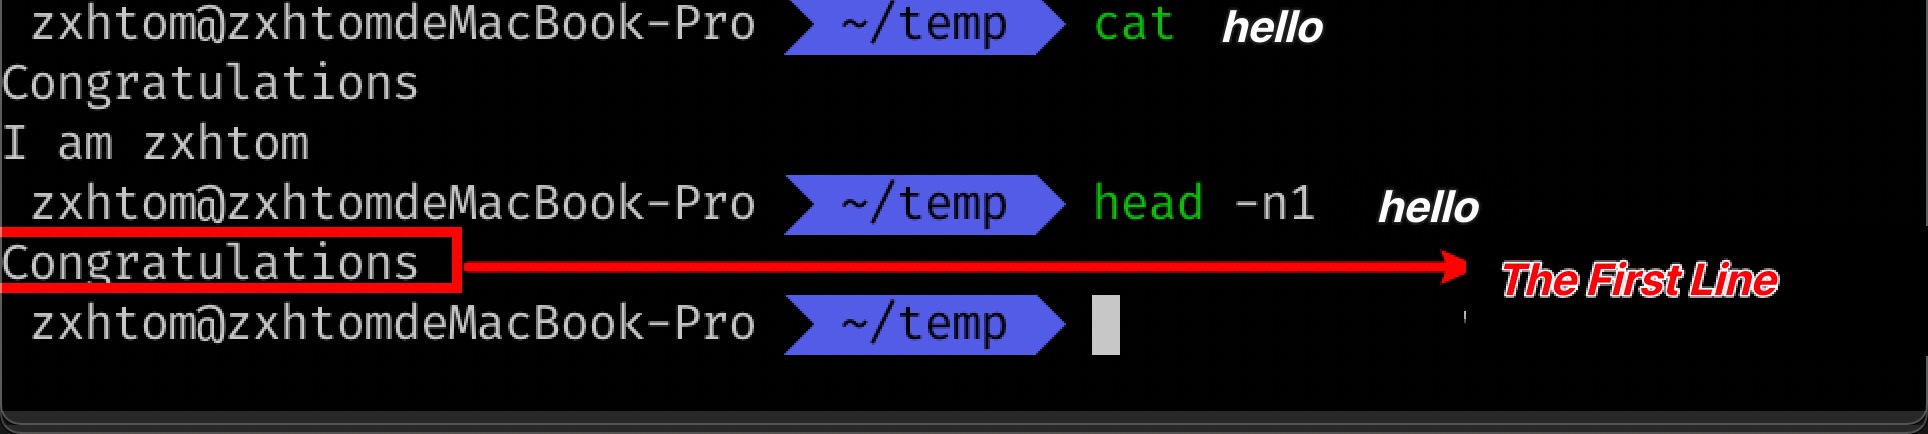 zxhtom@zxhtomdeMacBook-Pro ~/temp cat hello
Congratulations
I am zxhtom
zxhtom@zxhtomdeMacBook-Pro ~/temp head -n1 hello
Congratulations
The First Line
zxhtom@zxhtomdeMacBook-Pro ~/temp